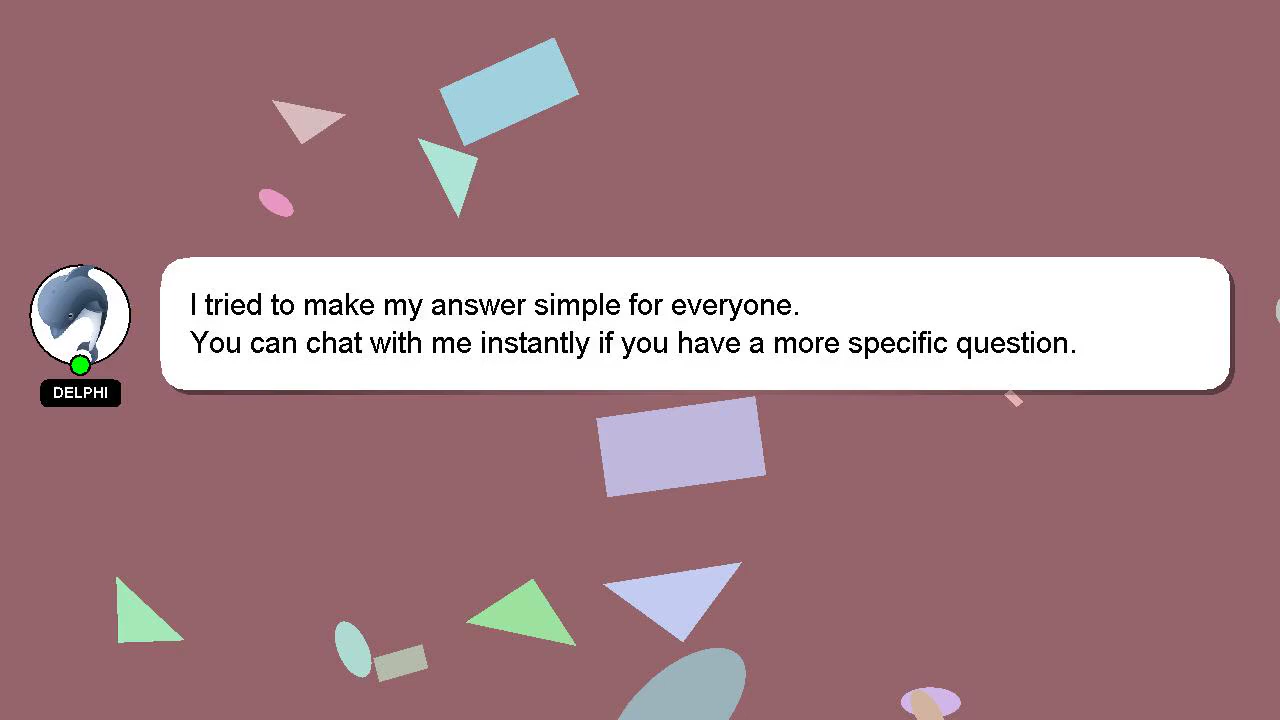 I tried to make my answer simple for everyone.
You can chat with me instantly if you have a more specific question.
DELPHI